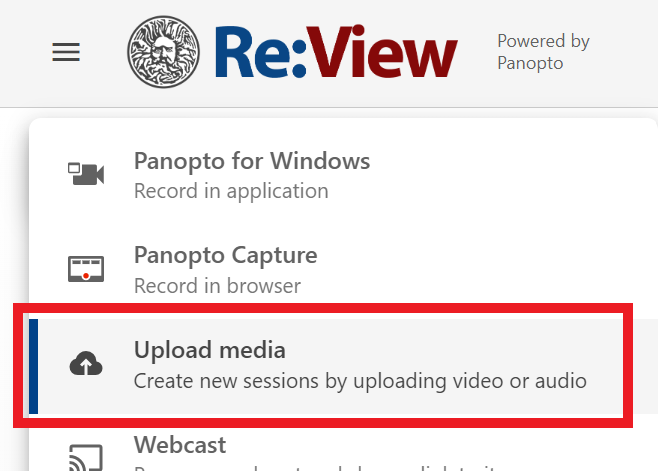 Re:View
Powered by
Panopto
Panopto for Windows
Record in application
Panopto Capture
Record in browser
Upload media
Create new sessions by uploading video or audio
Webcast